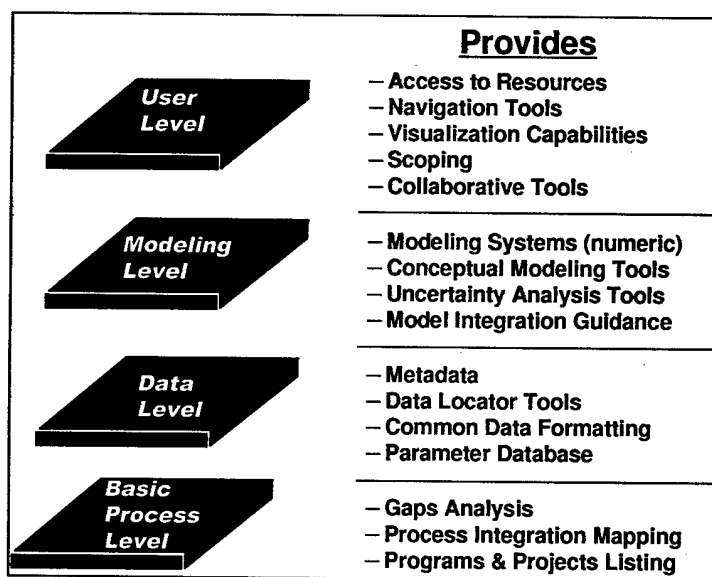 Provides
User
Level
– Access to Resources
– Navigation Tools
– Visualization Capabilities
– Scoping
– Collaborative Tools
Modeling
Level
– Modeling Systems (numeric)
– Conceptual Modeling Tools
– Uncertainty Analysis Tools
– Model Integration Guidance
Data
Level
– Metadata
– Data Locator Tools
– Common Data Formatting
– Parameter Database
Basic
Process
Level
– Gaps Analysis
– Process Integration Mapping
– Programs & Projects Listing